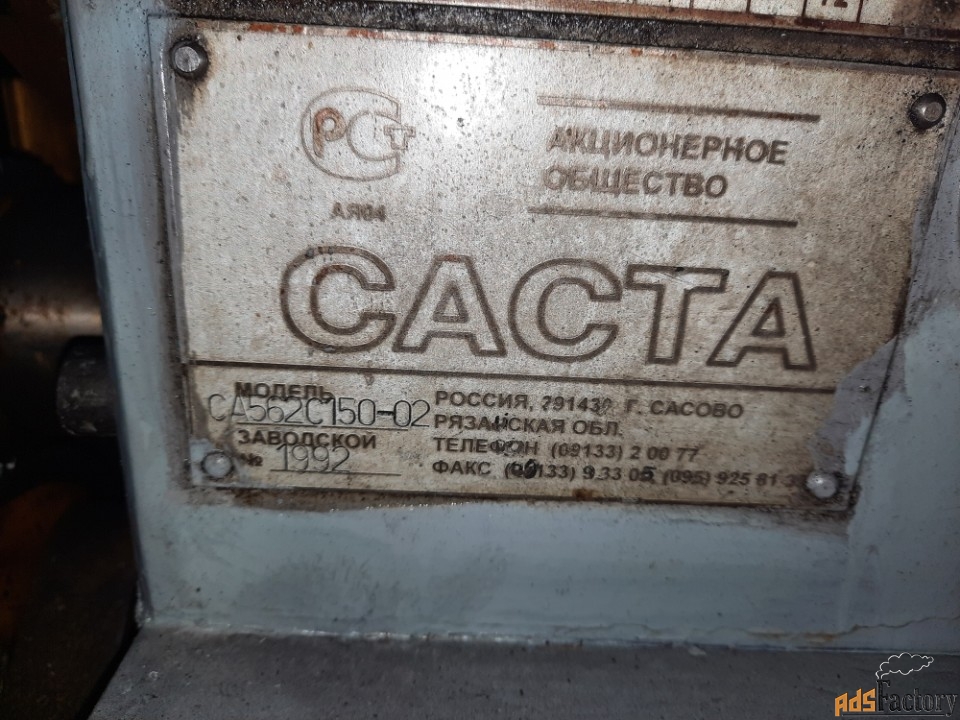 РСТ
АЯ04
АКЦИОНЕРНОЕ
ОБЩЕСТВО
САСТА
МОДЕЛЬ
СА562С150-02
ЗАВОДСКОЙ
№ 1992
РОССИЯ, 391430 Г. САСОВО
РЯЗАНСКАЯ ОБЛ.
ТЕЛЕФОН (09133) 2 00 77
ФАКС (09133) 9 33 05 (095) 925 61
AdsFactory